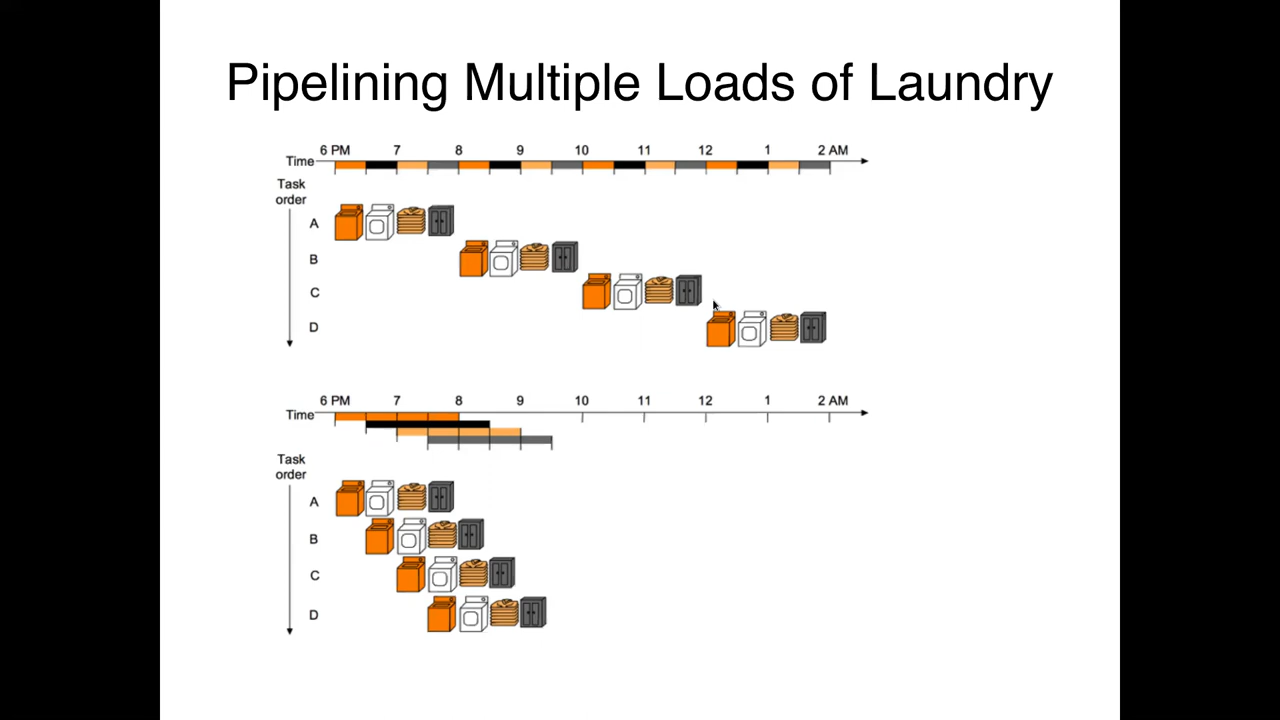 Pipelining Multiple Loads of Laundry
6 PM 7 8 9 10 11 12 1 2 AM
Time
Task
order
A
B
C
D
6 PM 7 8 9 10 11 12 1 2 AM
Time
Task
order
A
B
C
D